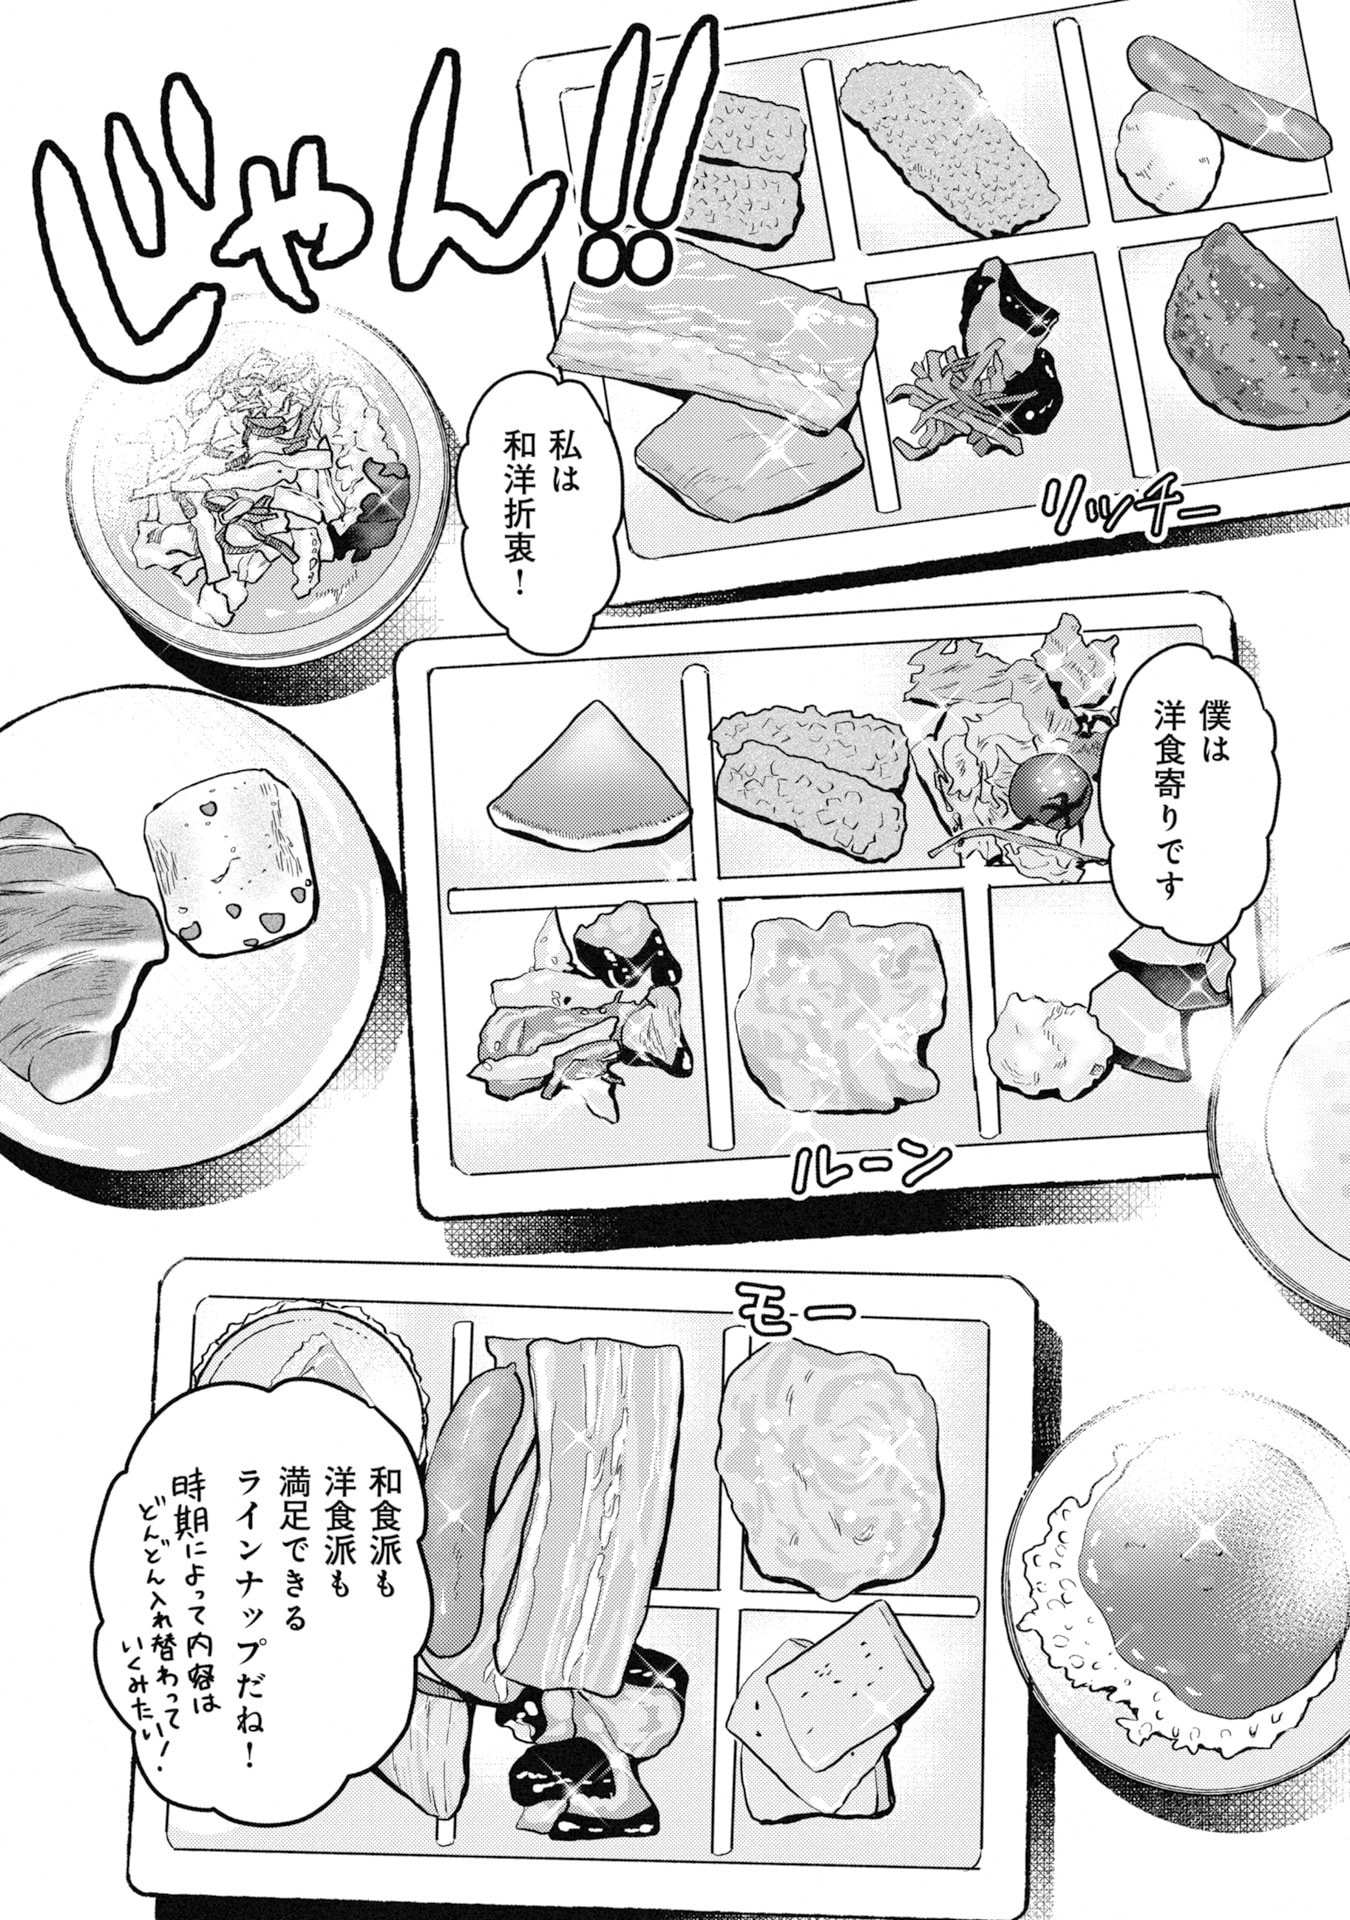 じゃん!!
リッチー
私は
和洋折衷！
僕は
洋食寄りです
ルーン
モー
和食派も
洋食派も
満足できる
ラインナップだね！
時期によって内容は
どんどん入れ替わって
いくみたい！